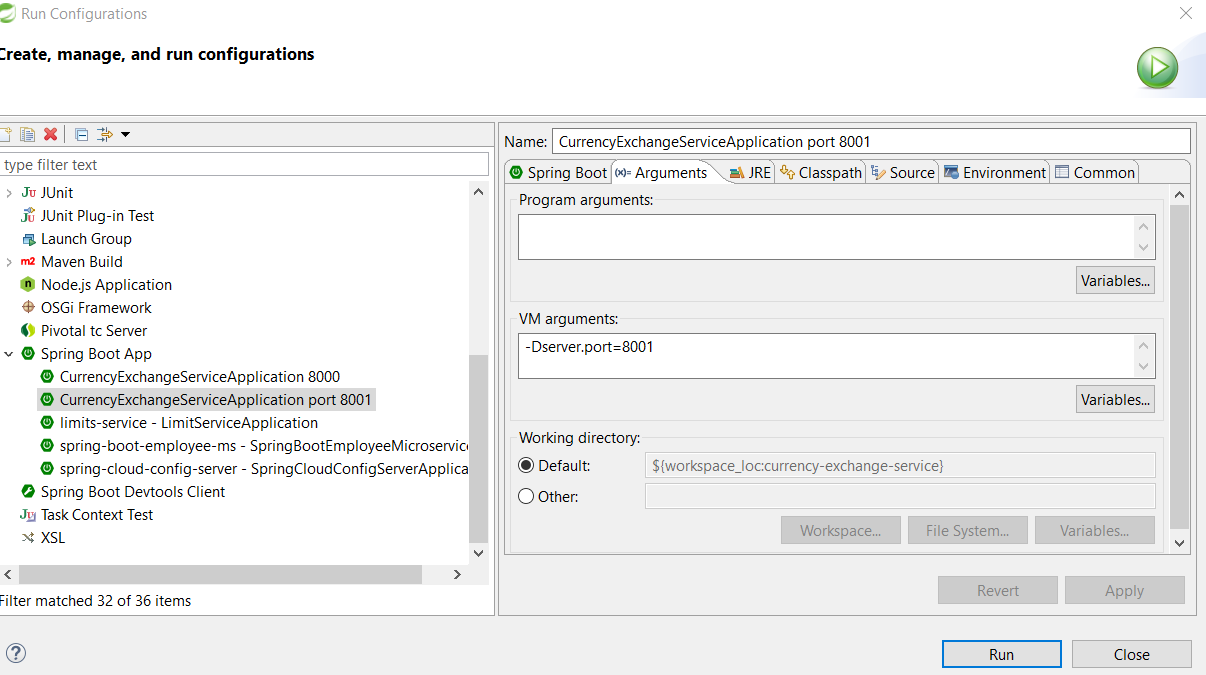 Run Configurations
Create, manage, and run configurations
type filter text
JU JUnit
JUnit Plug-in Test
Launch Group
m2 Maven Build
n Node.js Application
OSGi Framework
Pivotal tc Server
Spring Boot App
CurrencyExchangeServiceApplication 8000
CurrencyExchangeServiceApplication port 8001
limits-service - LimitServiceApplication
spring-boot-employee-ms - SpringBootEmployeeMicroservice
spring-cloud-config-server - SpringCloudConfigServerApplica
Spring Boot Devtools Client
Ju Task Context Test
XSL
Filter matched 32 of 36 items
Name: CurrencyExchangeServiceApplication port 8001
Spring Boot (x)= Arguments JRE Classpath Source Environment Common
Program arguments:
Variables...
VM arguments:
-Dserver.port=8001
Variables...
Working directory:
Default: ${workspace_loc:currency-exchange-service}
Other:
Workspace... File System... Variables...
Revert Apply
? Run Close